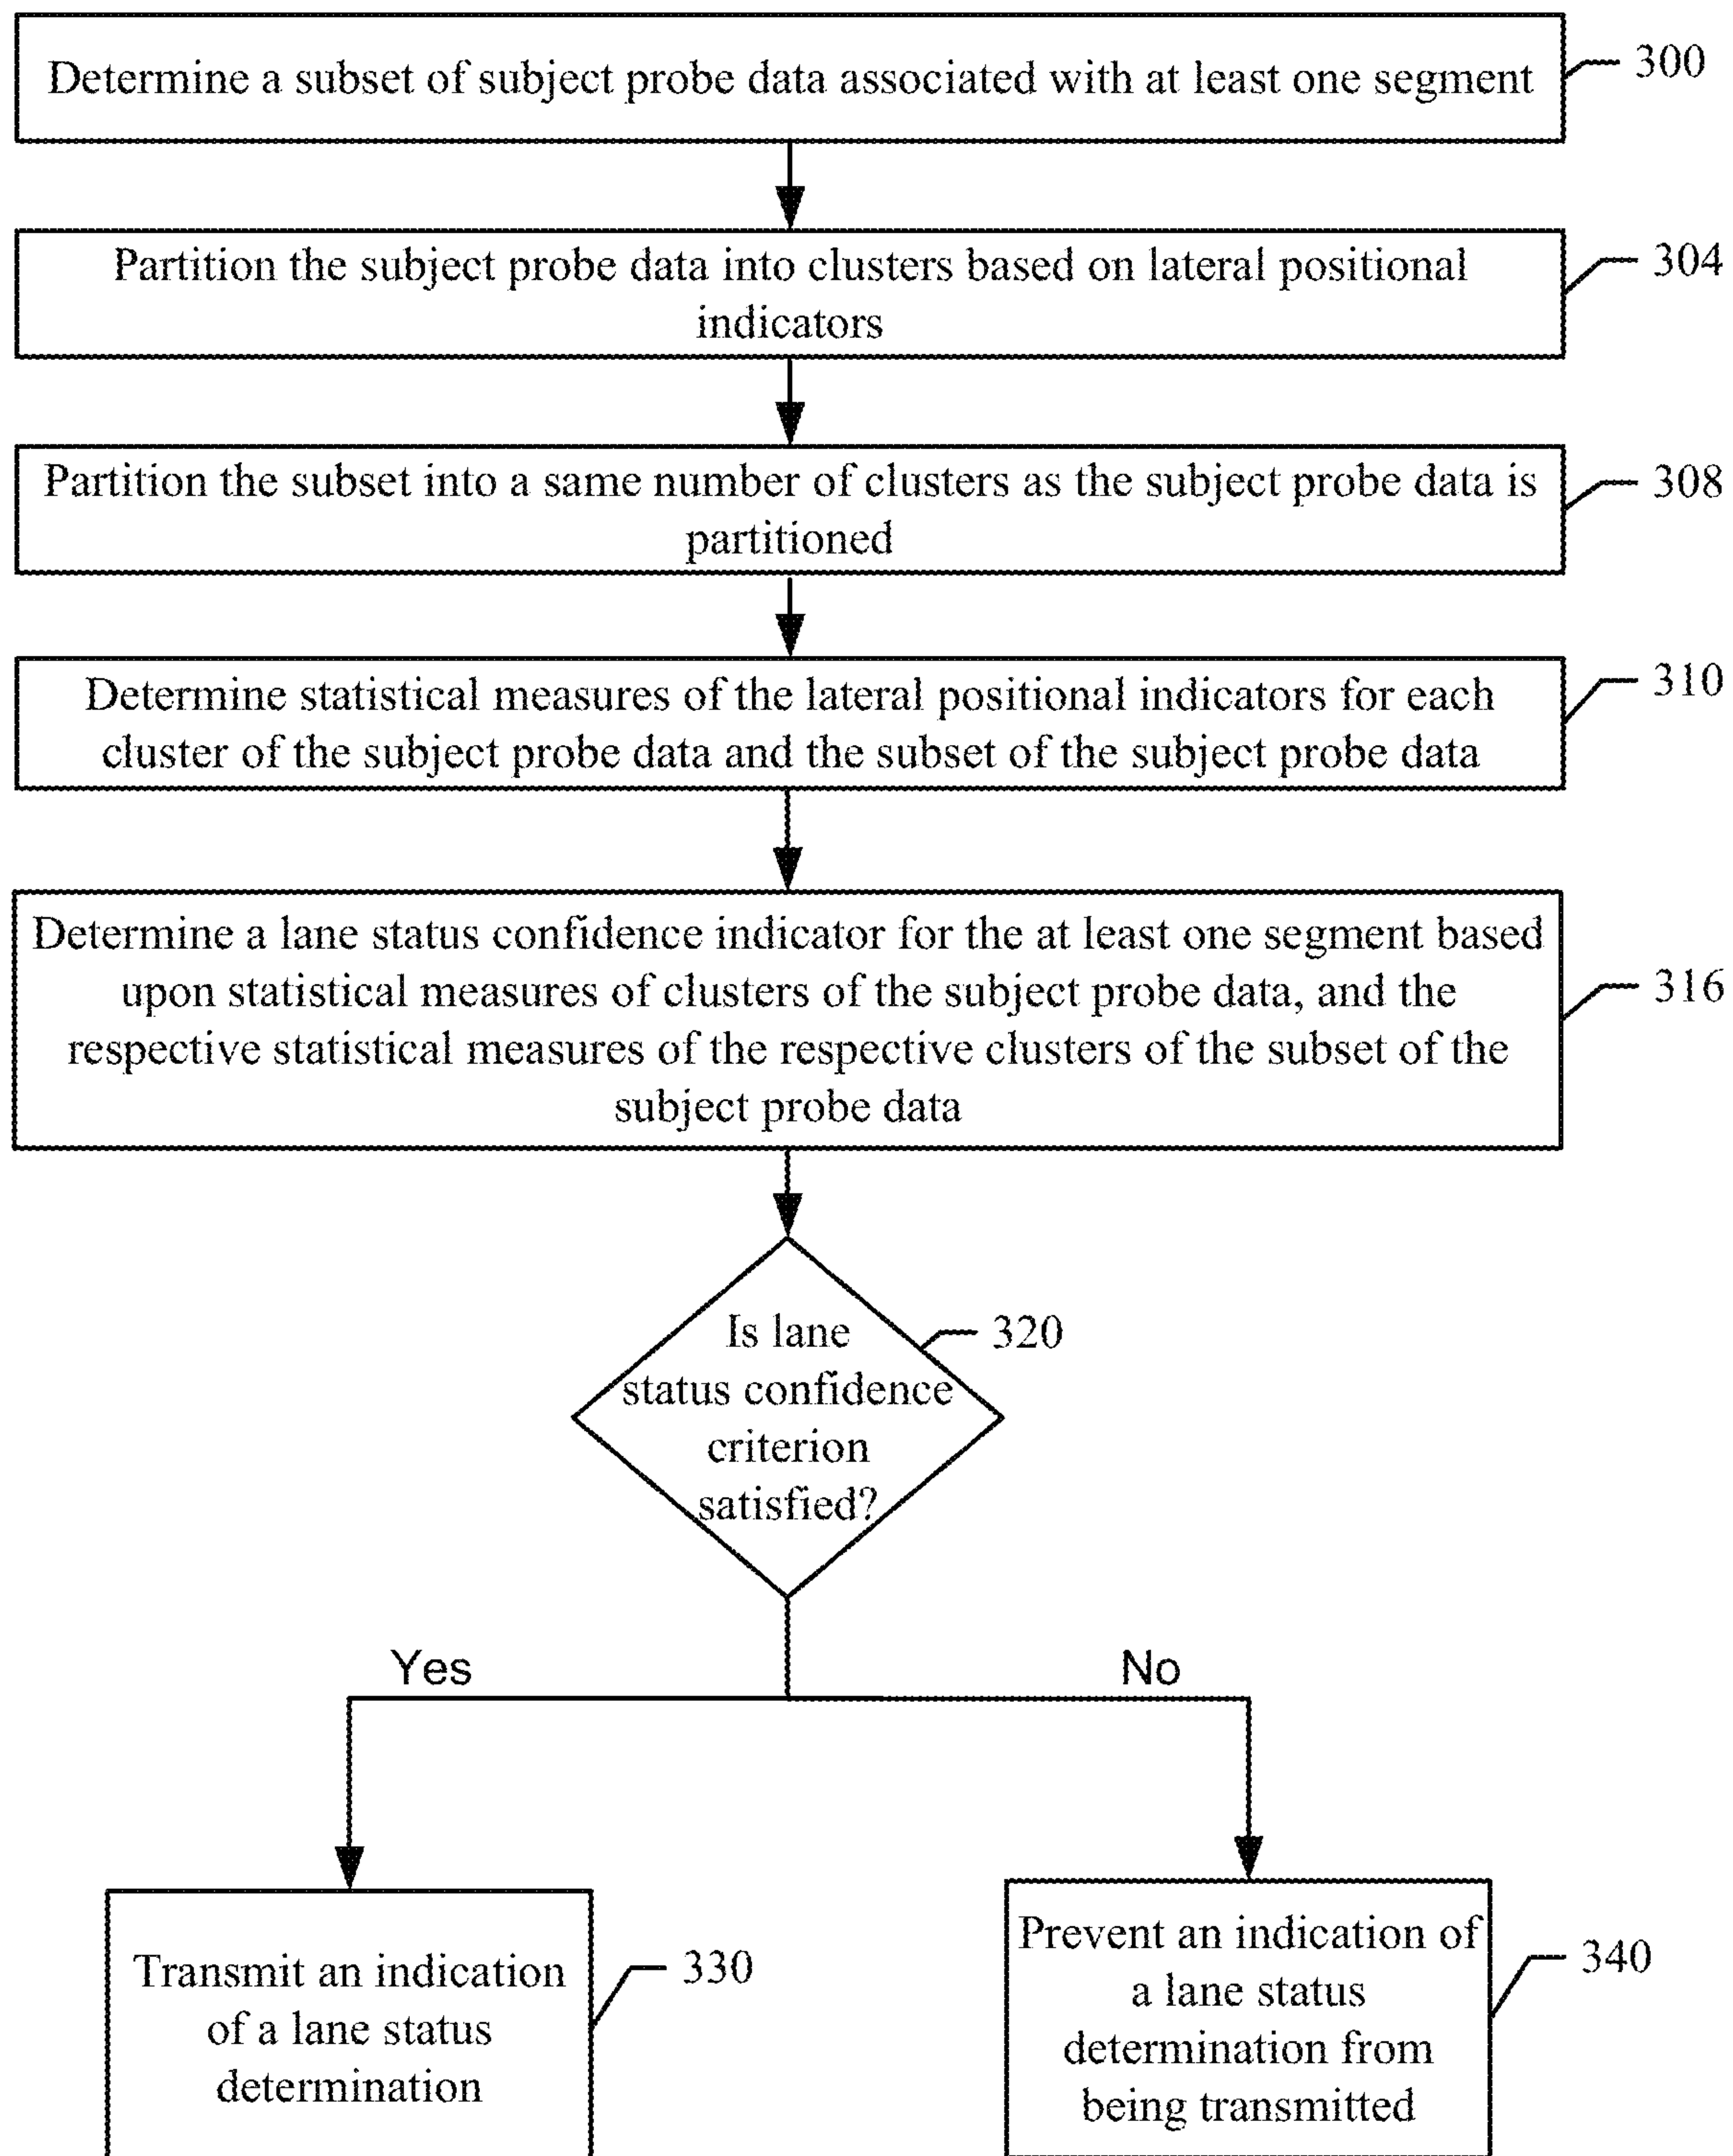 Determine a subset of subject probe data associated with at least one segment
300
Partition the subject probe data into clusters based on lateral positional
indicators
304
Partition the subset into a same number of clusters as the subject probe data is
partitioned
308
Determine statistical measures of the lateral positional indicators for each
cluster of the subject probe data and the subset of the subject probe data
310
Determine a lane status confidence indicator for the at least one segment based
upon statistical measures of clusters of the subject probe data, and the
respective statistical measures of the respective clusters of the subset of the
subject probe data
316
Is lane
status confidence
criterion
satisfied?
320
Yes
No
Transmit an indication
of a lane status
determination
330
Prevent an indication of
a lane status
determination from
being transmitted
340